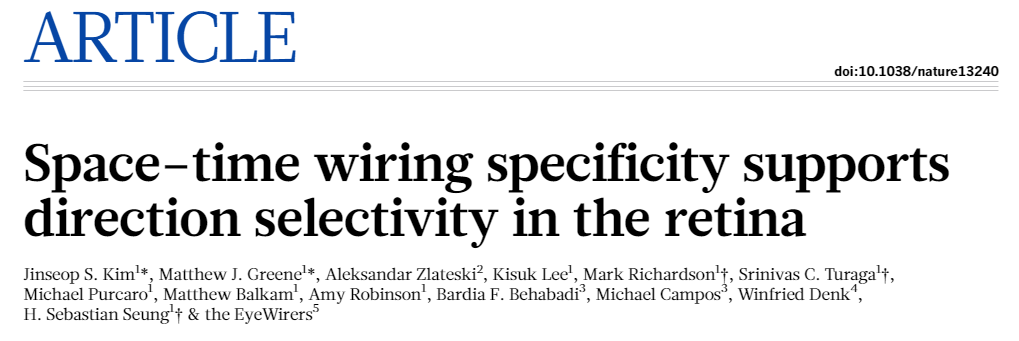 ARTICLE
doi:10.1038/nature13240
Space–time wiring specificity supports
direction selectivity in the retina
Jinseop S. Kim1*, Matthew J. Greene1*, Aleksandar Zlateski2, Kisuk Lee1, Mark Richardson1†, Srinivas C. Turaga1†,
Michael Purcaro1, Matthew Balkam1, Amy Robinson1, Bardia F. Behabadi3, Michael Campos3, Winfried Denk4,
H. Sebastian Seung1† & the EyeWirers5